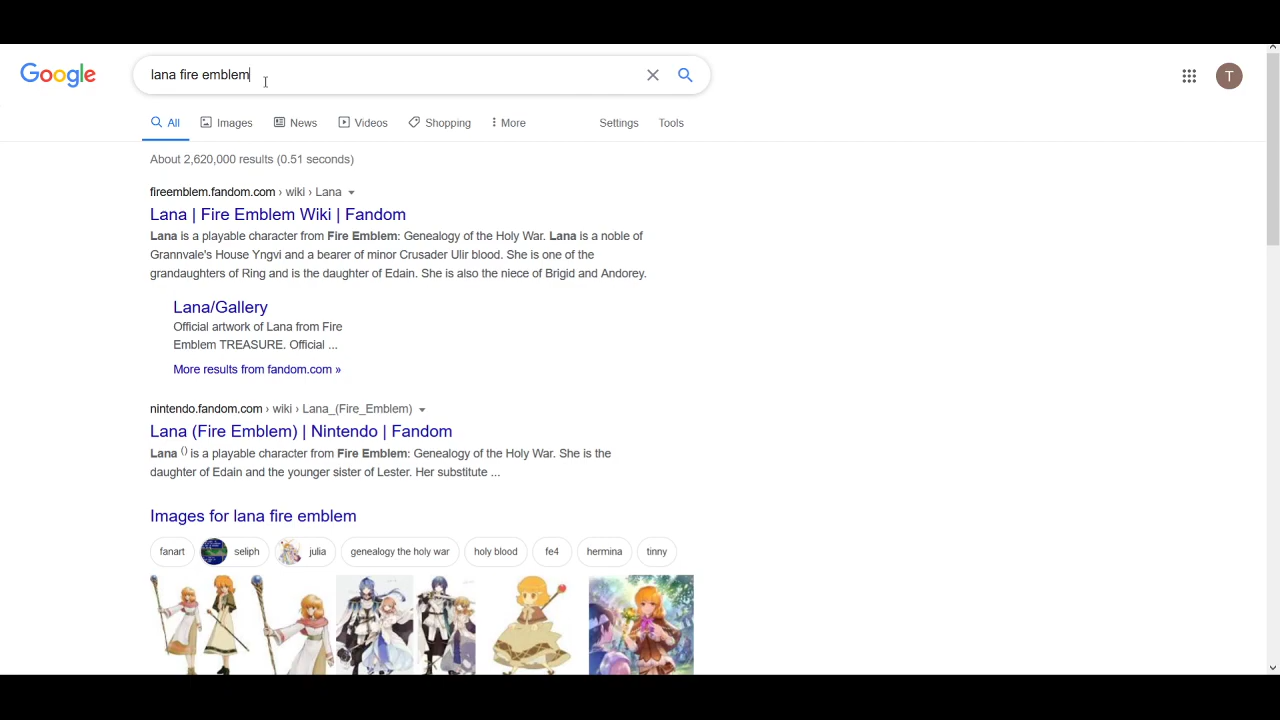 Google
lana fire emblem
T
All Images News Videos Shopping More Settings Tools
About 2,620,000 results (0.51 seconds)
fireemblem.fandom.com › wiki › Lana
Lana | Fire Emblem Wiki | Fandom
Lana is a playable character from Fire Emblem: Genealogy of the Holy War. Lana is a noble of
Grannvale's House Yngvi and a bearer of minor Crusader Ulir blood. She is one of the
grandaughters of Ring and is the daughter of Edain. She is also the niece of Brigid and Andorey.
Lana/Gallery
Official artwork of Lana from Fire
Emblem TREASURE. Official ...
More results from fandom.com »
nintendo.fandom.com › wiki › Lana_(Fire_Emblem)
Lana (Fire Emblem) | Nintendo | Fandom
Lana () is a playable character from Fire Emblem: Genealogy of the Holy War. She is the
daughter of Edain and the younger sister of Lester. Her substitute ...
Images for lana fire emblem
fanart seliph julia genealogy the holy war holy blood fe4 hermina tinny